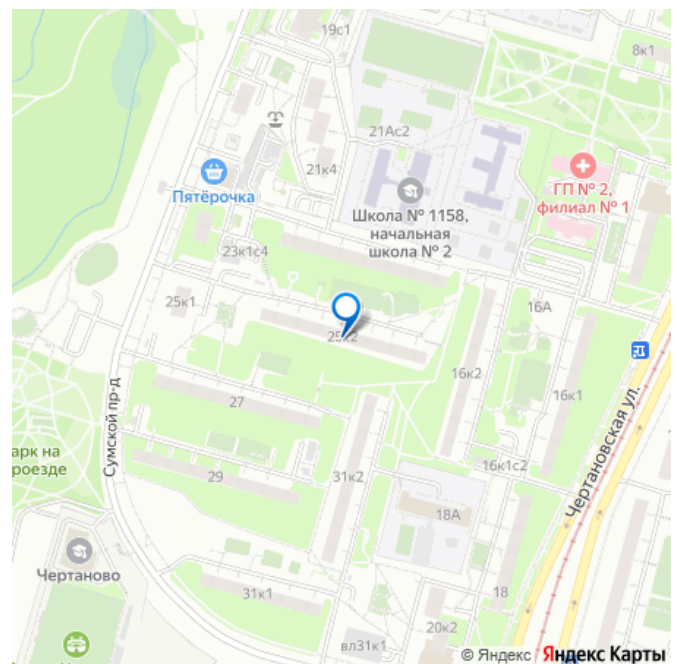 19с1
8к1
21Ас2
21к4
Пятёрочка
Школа № 1158,
начальная
школа № 2
ГП № 2,
филиал № 1
23к1с4
25к1
16А
25к2
16к2
16к1
27
Сумской пр-д
Чертановская ул.
арк на
роезде
29
31к2
16к1с2
18А
Чертаново
31к1
18
20к2
вл31к1
© Яндекс Яндекс Карты